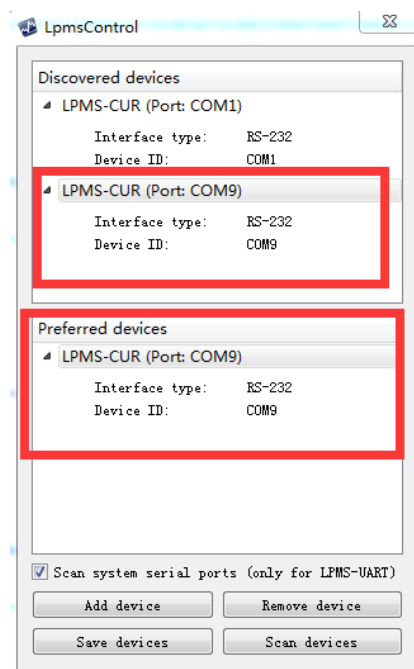 LpmsControl
Discovered devices
LPMS-CUR (Port: COM1)
Interface type: RS-232
Device ID: COM1
LPMS-CUR (Port: COM9)
Interface type: RS-232
Device ID: COM9
Preferred devices
LPMS-CUR (Port: COM9)
Interface type: RS-232
Device ID: COM9
Scan system serial ports (only for LPMS-UART)
Add device Remove device
Save devices Scan devices